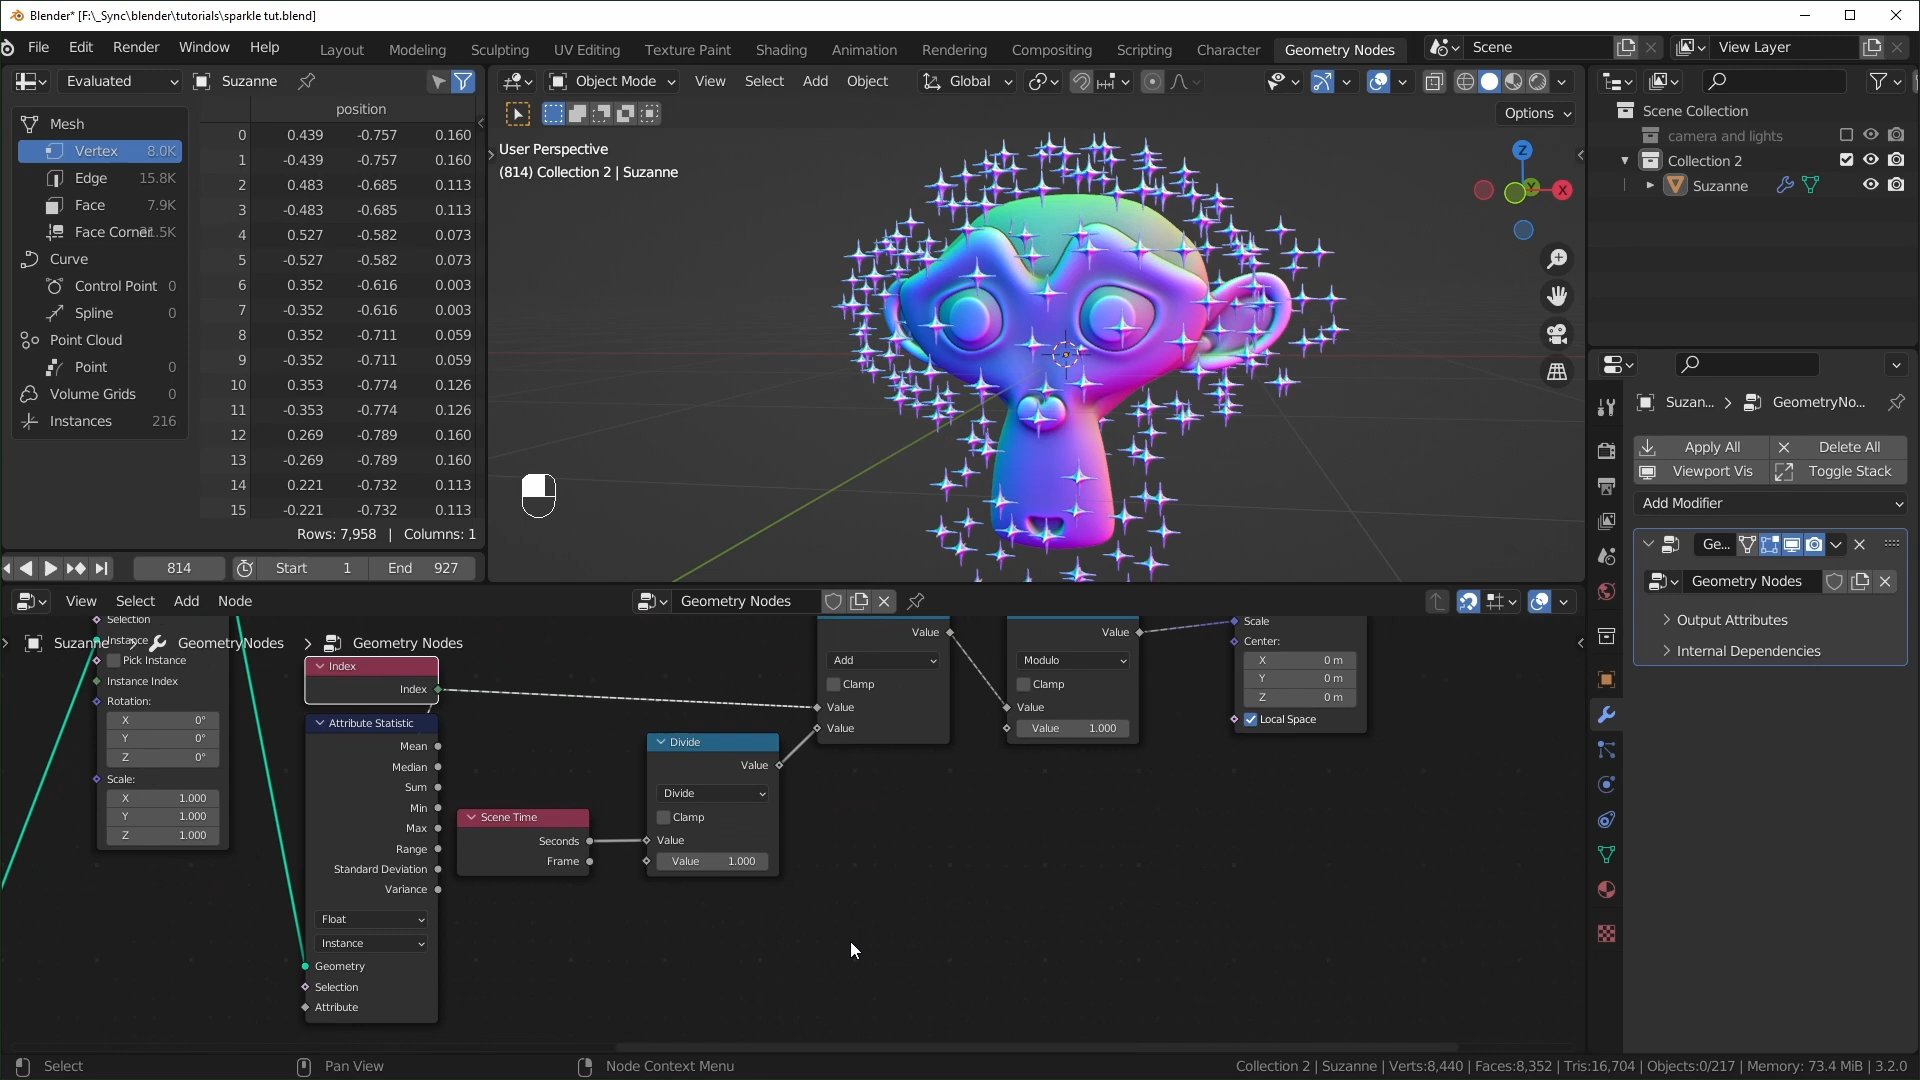 Blender* [F:\_Sync\blender\tutorials\sparkle tut.blend]
File Edit Render Window Help
Layout Modeling Sculpting UV Editing Texture Paint Shading Animation Rendering Compositing Scripting Character Geometry Nodes
Scene View Layer
Evaluated Suzanne
position
Mesh
Vertex 8.0K
Edge 15.8K
Face 7.9K
Face Corner
Curve
Control Point 0
Spline 0
Point Cloud
Point 0
Volume Grids 0
Instances 216
0 0.439 -0.757 0.160
1 -0.439 -0.757 0.160
2 0.483 -0.685 0.113
3 -0.483 -0.685 0.113
4 0.527 -0.582 0.073
5 -0.527 -0.582 0.073
6 0.352 -0.616 0.003
7 -0.352 -0.616 0.003
8 0.352 -0.711 0.059
9 -0.352 -0.711 0.059
10 0.353 -0.774 0.126
11 -0.353 -0.774 0.126
12 0.269 -0.789 0.160
13 -0.269 -0.789 0.160
14 0.221 -0.732 0.113
15 -0.221 -0.732 0.113
Rows: 7,958 | Columns: 1
814 Start 1 End 927
Object Mode View Select Add Object Global
Options
User Perspective
(814) Collection 2 | Suzanne
Z
Y
X
Scene Collection
camera and lights
Collection 2
Suzanne
Suzan... > GeometryNo...
Apply All Delete All
Viewport Vis Toggle Stack
Add Modifier
Ge...
Geometry Nodes
Output Attributes
Internal Dependencies
View Select Add Node Geometry Nodes
Suzanne > GeometryNodes > Geometry Nodes
Selection
Instance
Pick Instance
Instance Index
Rotation:
X 0°
Y 0°
Z 0°
Scale:
X 1.000
Y 1.000
Z 1.000
Index
Index
Attribute Statistic
Mean
Median
Sum
Min
Max
Range
Standard Deviation
Variance
Float
Instance
Geometry
Selection
Attribute
Scene Time
Seconds
Frame
Divide
Value
Divide
Clamp
Value
Value 1.000
Value
Add
Clamp
Value
Value
Value
Modulo
Clamp
Value
Value 1.000
Scale
Center:
X 0 m
Y 0 m
Z 0 m
Local Space
Select Pan View Node Context Menu
Collection 2 | Suzanne | Verts:8,440 | Faces:8,352 | Tris:16,704 | Objects:0/217 | Memory: 73.4 MiB | 3.2.0